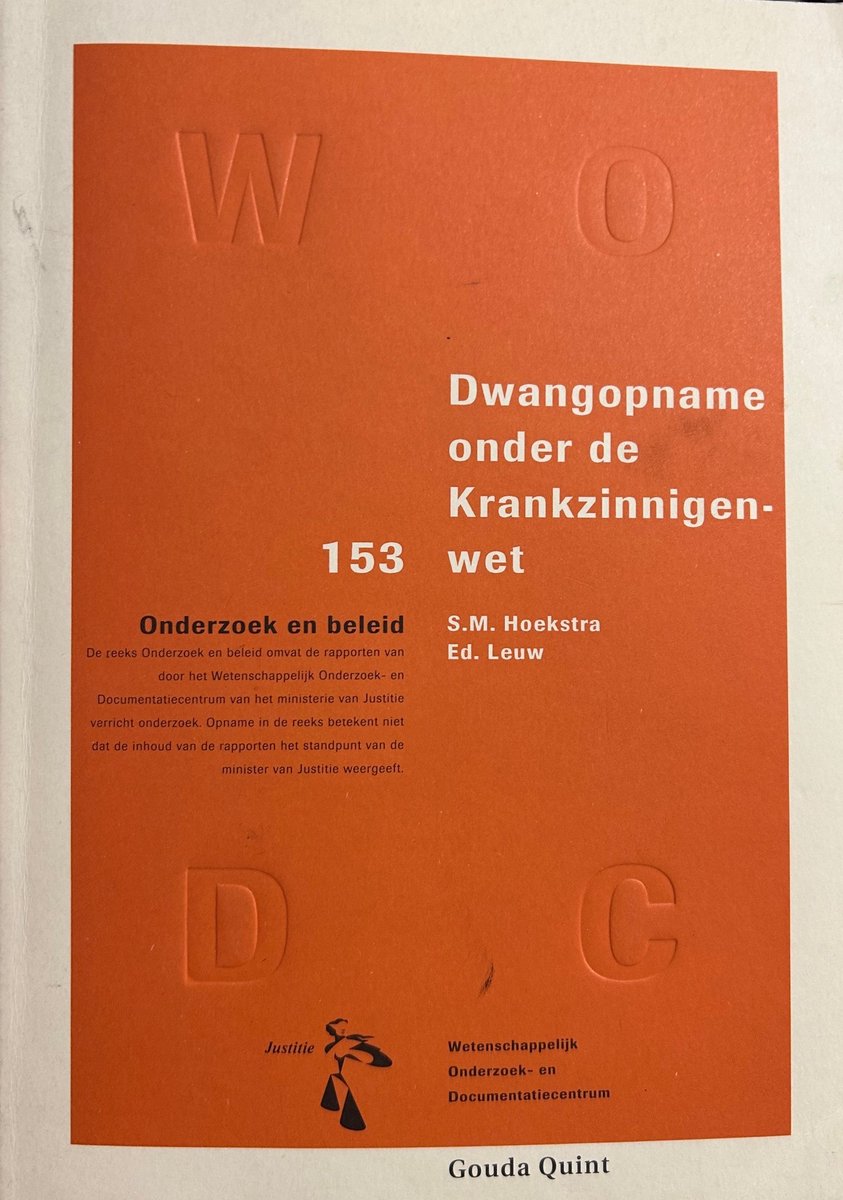 W O
Dwangopname
onder de
Krankzinnigen-
wet
153
Onderzoek en beleid
De reeks Onderzoek en beleid omvat de rapporten van
door het Wetenschappelijk Onderzoek- en
Documentatiecentrum van het ministerie van Justitie
verricht onderzoek. Opname in de reeks betekent niet
dat de inhoud van de rapporten het standpunt van de
minister van Justitie weergeeft.
S.M. Hoekstra
Ed. Leuw
D C
Justitie
Wetenschappelijk
Onderzoek- en
Documentatiecentrum
Gouda Quint